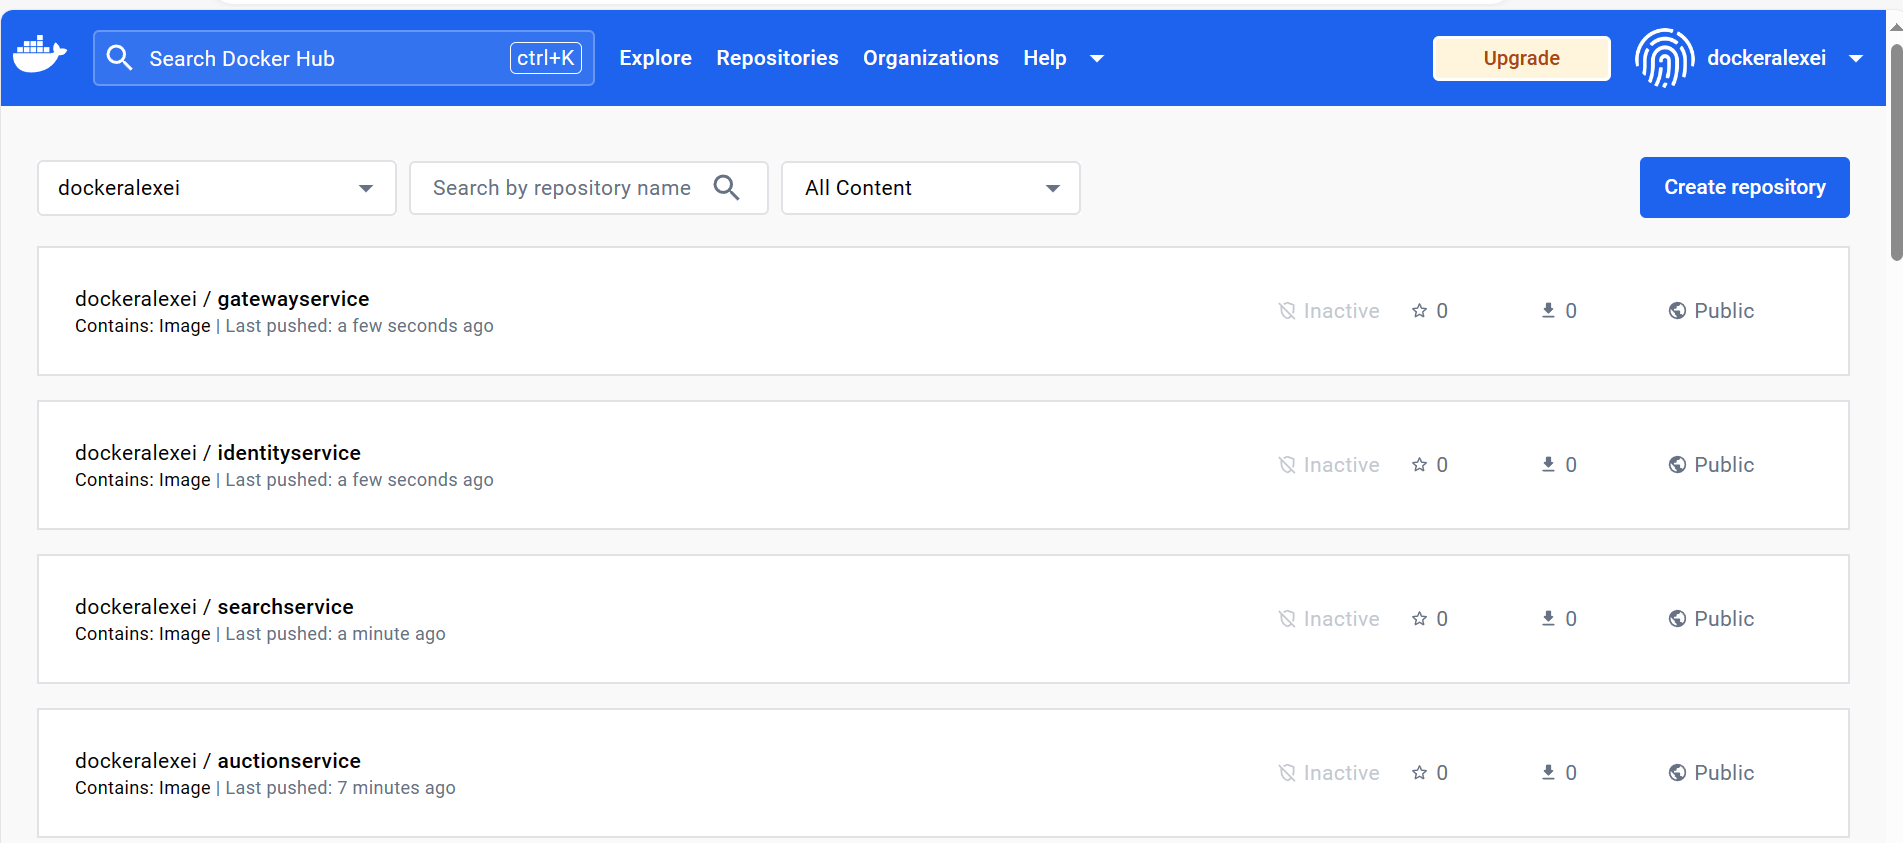 Search Docker Hub ctrl+K Explore Repositories Organizations Help Upgrade dockeralexei
dockeralexei Search by repository name All Content Create repository
dockeralexei / gatewayservice
Contains: Image | Last pushed: a few seconds ago
Inactive 0 0 Public
dockeralexei / identityservice
Contains: Image | Last pushed: a few seconds ago
Inactive 0 0 Public
dockeralexei / searchservice
Contains: Image | Last pushed: a minute ago
Inactive 0 0 Public
dockeralexei / auctionservice
Contains: Image | Last pushed: 7 minutes ago
Inactive 0 0 Public